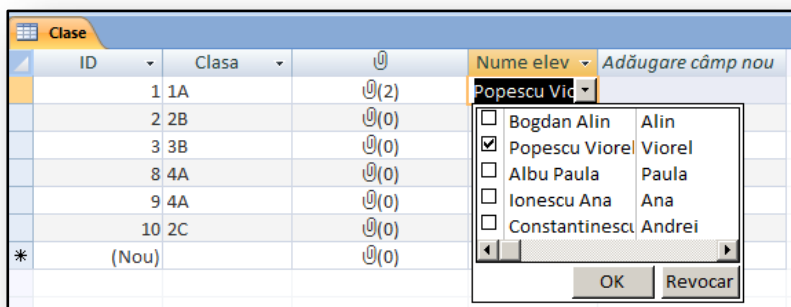 Clase
ID Clasa Nume elev Adăugare câmp nou
1 1A (2) Popescu Vic
2 2B (0)
Bogdan Alin Alin
3 3B (0)
Popescu Viorel Viorel
8 4A (0)
Albu Paula Paula
9 4A (0)
Ionescu Ana Ana
10 2C (0)
Constantinescu Andrei
(Nou) (0)
OK Revocar